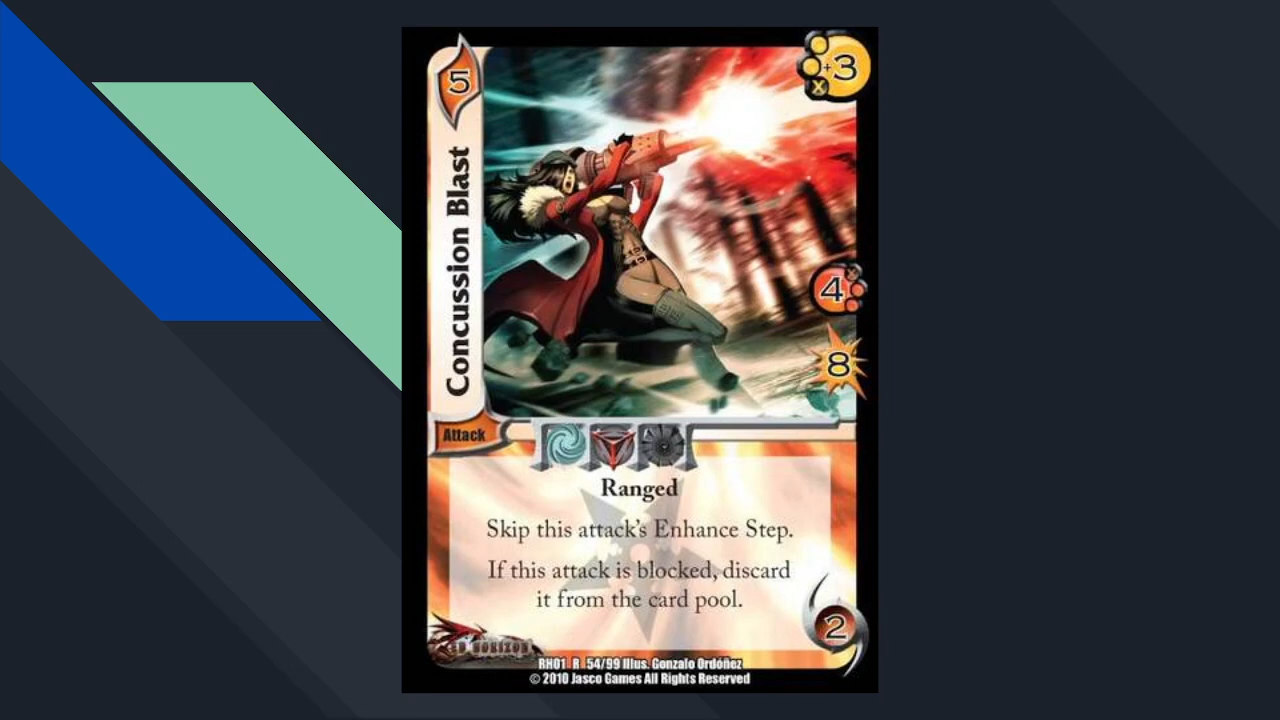 5
+3
X
Concussion Blast
4
8
Attack
Ranged
Skip this attack's Enhance Step.
If this attack is blocked, discard
it from the card pool.
2
HORIZON
RH01 R 54/99 Illus. Gonzalo Ordóñez
© 2010 Jasco Games All Rights Reserved